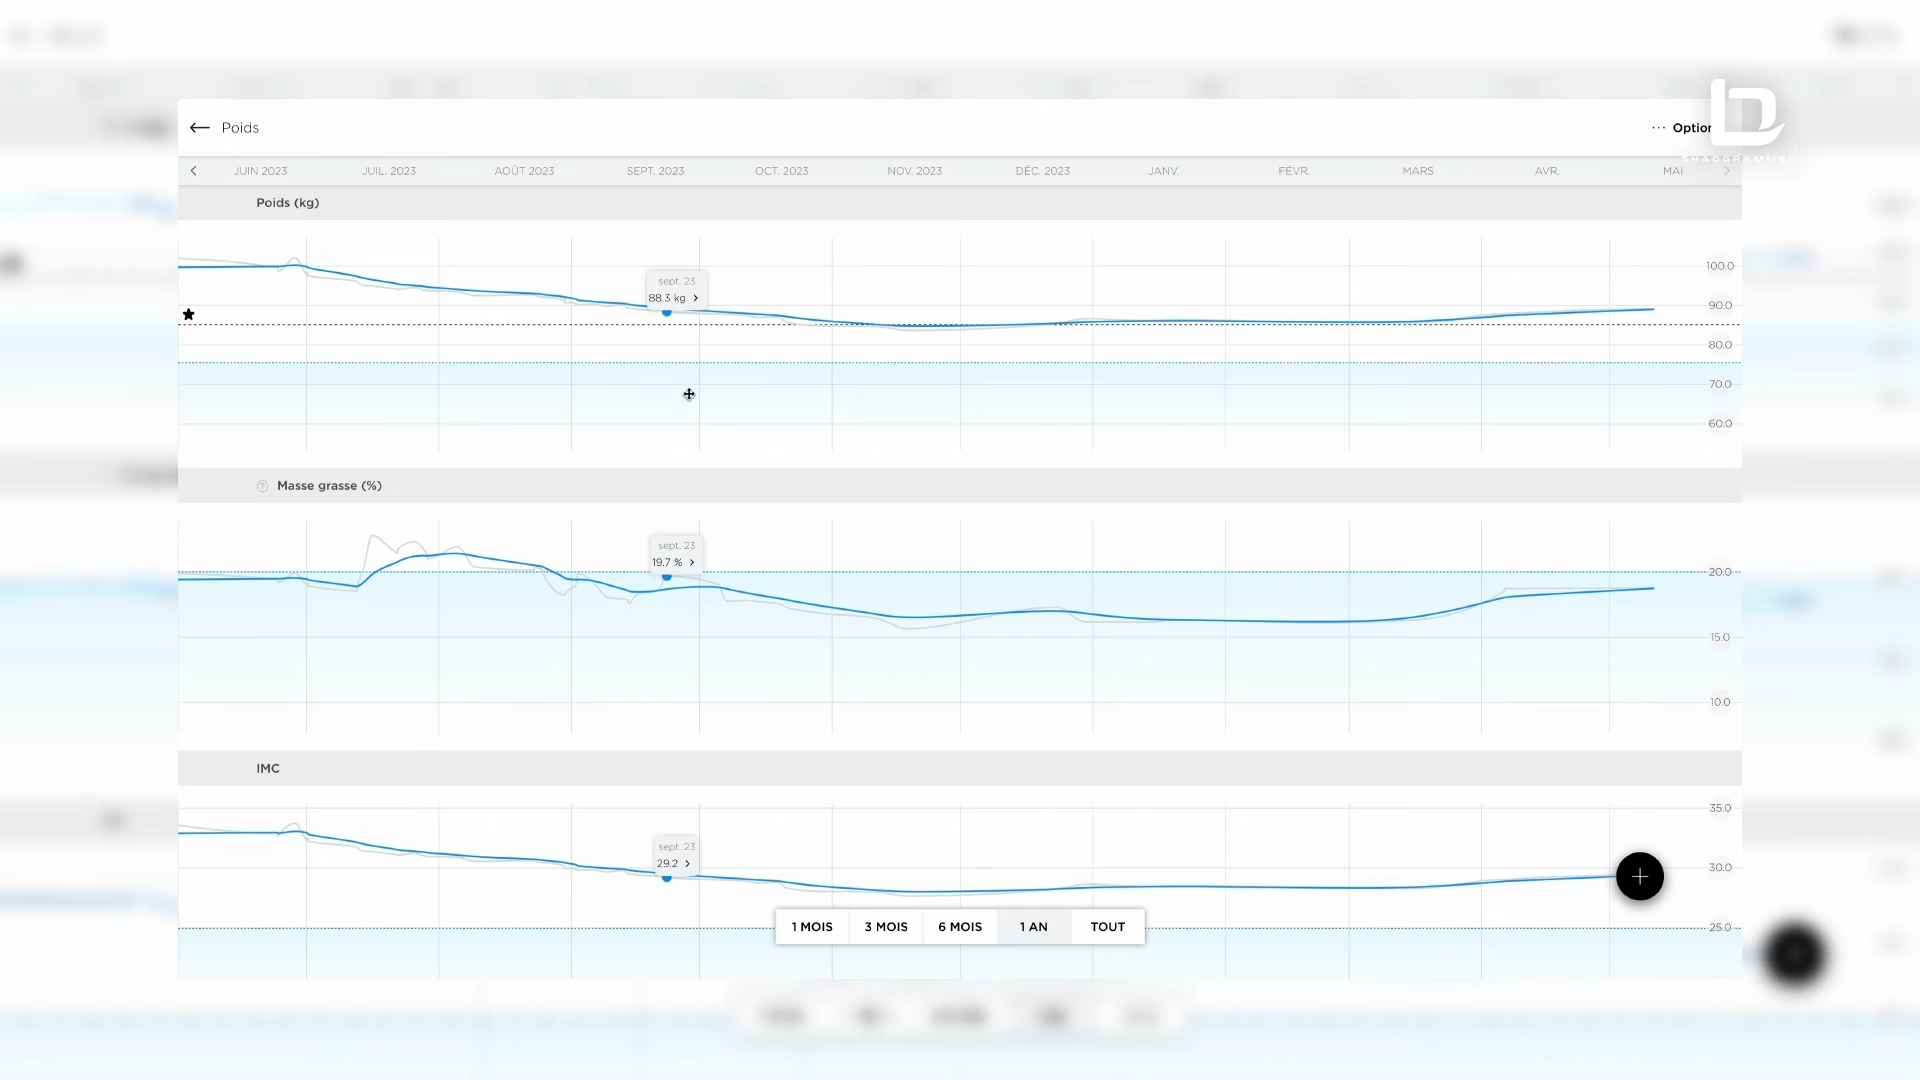 Poids
··· Option
JUIN 2023 JUIL. 2023 AOÛT 2023 SEPT. 2023 OCT. 2023 NOV. 2023 DÉC. 2023 JANV. FÉVR. MARS AVR. MAI
Poids (kg)
100.0
sept. 23
88.3 kg
90.0
80.0
70.0
60.0
Masse grasse (%)
sept. 23
19.7 %
20.0
15.0
10.0
IMC
35.0
sept. 23
29.2
30.0
1 MOIS 3 MOIS 6 MOIS 1 AN TOUT
25.0